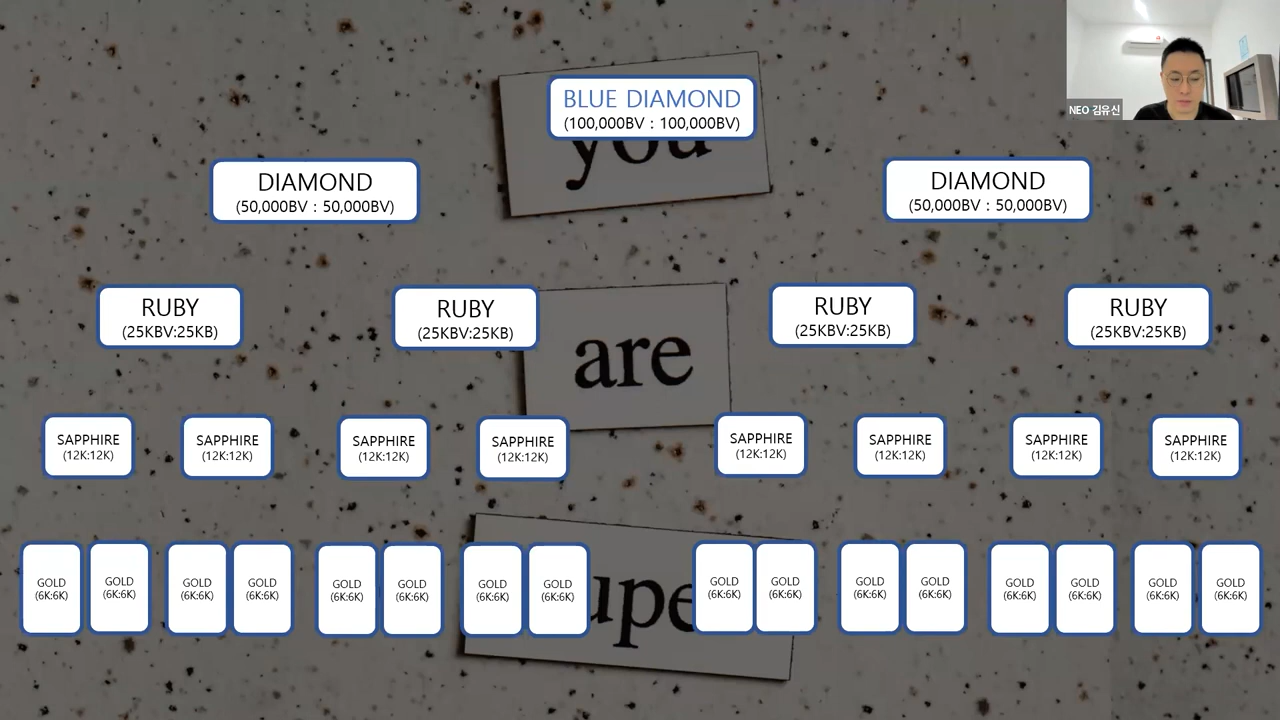 NEO 김유신
BLUE DIAMOND
(100,000BV : 100,000BV)
you
DIAMOND
(50,000BV : 50,000BV)
DIAMOND
(50,000BV : 50,000BV)
RUBY
(25KBV:25KB)
RUBY
(25KBV:25KB)
RUBY
(25KBV:25KB)
RUBY
(25KBV:25KB)
are
SAPPHIRE
(12K:12K)
SAPPHIRE
(12K:12K)
SAPPHIRE
(12K:12K)
SAPPHIRE
(12K:12K)
SAPPHIRE
(12K:12K)
SAPPHIRE
(12K:12K)
SAPPHIRE
(12K:12K)
SAPPHIRE
(12K:12K)
GOLD
(6K:6K)
GOLD
(6K:6K)
GOLD
(6K:6K)
GOLD
(6K:6K)
GOLD
(6K:6K)
GOLD
(6K:6K)
GOLD
(6K:6K)
GOLD
(6K:6K)
upe
GOLD
(6K:6K)
GOLD
(6K:6K)
GOLD
(6K:6K)
GOLD
(6K:6K)
GOLD
(6K:6K)
GOLD
(6K:6K)
GOLD
(6K:6K)
GOLD
(6K:6K)